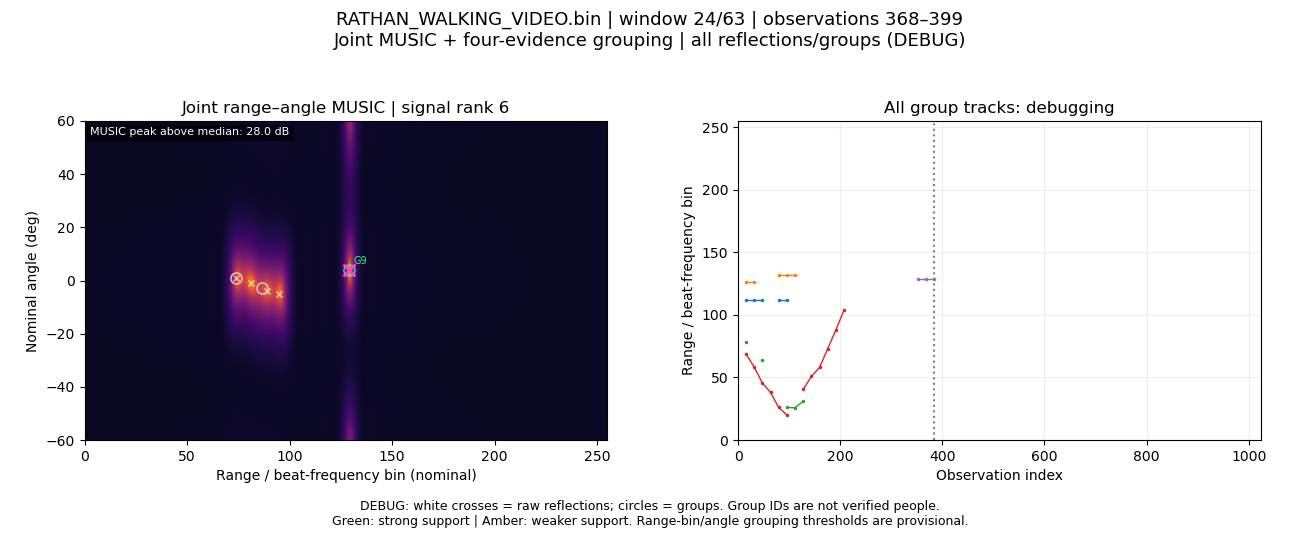 RATHAN_WALKING_VIDEO.bin | window 24/63 | observations 368–399
Joint MUSIC + four-evidence grouping | all reflections/groups (DEBUG)
Joint range–angle MUSIC | signal rank 6
MUSIC peak above median: 28.0 dB
60
40
20
0
−20
−40
−60
Nominal angle (deg)
G9
0
50
100
150
200
250
Range / beat-frequency bin (nominal)
All group tracks: debugging
250
200
150
100
50
0
Range / beat-frequency bin
0
200
400
600
800
1000
Observation index
DEBUG: white crosses = raw reflections; circles = groups. Group IDs are not verified people.
Green: strong support | Amber: weaker support. Range-bin/angle grouping thresholds are provisional.